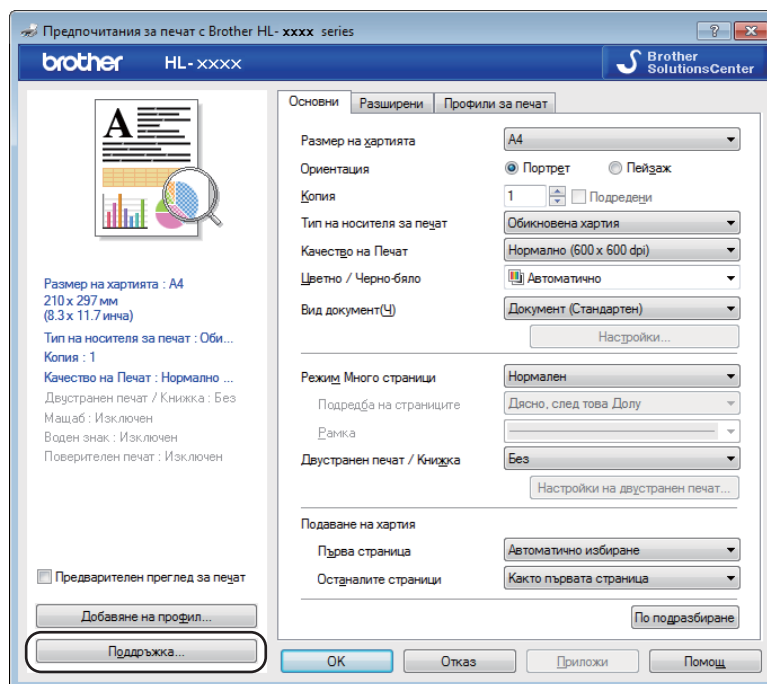 Предпочитания за печат с Brother HL- xxxx series
brother HL-xxxx
Brother
SolutionsCenter
A
Размер на хартията : A4
210 x 297 мм
(8.3 x 11.7 инча)
Тип на носителя за печат : Оби...
Копия : 1
Качество на Печат : Нормално ...
Двустранен печат / Книжка : Без
Мащаб : Изключен
Воден знак : Изключен
Поверителен печат : Изключен
Предварителен преглед за печат
Добавяне на профил...
Поддръжка...
Основни Разширени Профили за печат
Размер на хартията A4
Ориентация Портрет Пейзаж
Копия 1 Подредени
Тип на носителя за печат Обикновена хартия
Качество на Печат Нормално (600 x 600 dpi)
Цветно / Черно-бяло Автоматично
Вид документ(Ч) Документ (Стандартен)
Настройки...
Режим Много страници Нормален
Подредба на страниците Дясно, след това Долу
Рамка
Двустранен печат / Книжка Без
Настройки на двустранен печат...
Подаване на хартия
Първа страница Автоматично избиране
Останалите страници Както първата страница
По подразбиране
OK Отказ Приложи Помощ